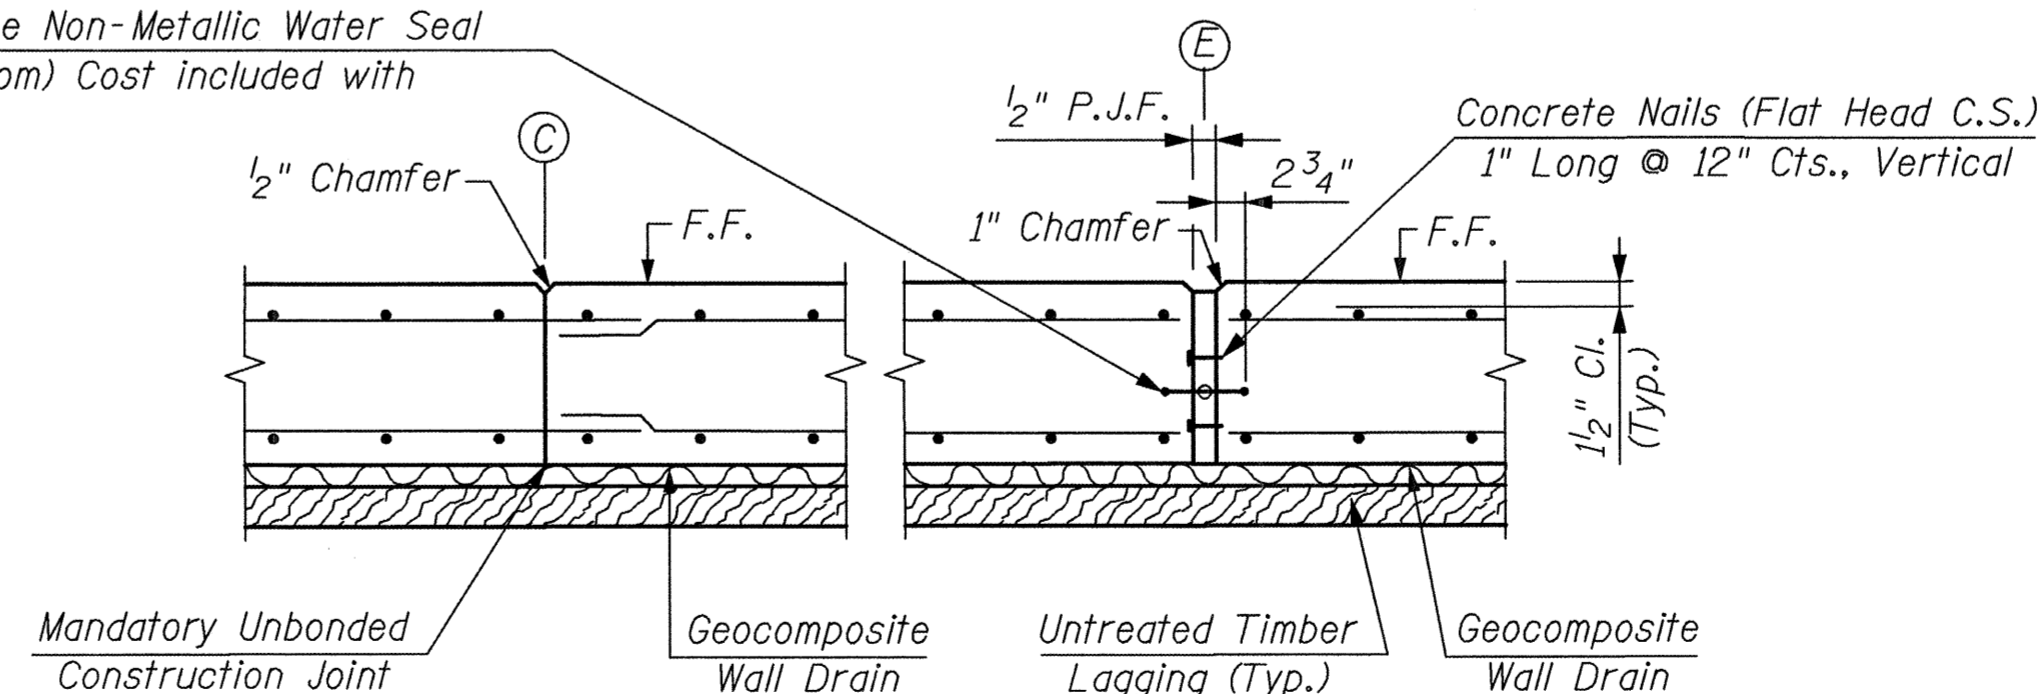 Non-Metallic Water Seal
Cost included with
E
1/2" P.J.F.
Concrete Nails (Flat Head C.S.)
1" Long @ 12" Cts., Vertical
C
1/2" Chamfer
2 3/4"
F.F.
1" Chamfer
F.F.
1 1/2" Cl.
(Typ.)
Mandatory Unbonded
Construction Joint
Geocomposite
Wall Drain
Untreated Timber
Lagging (Typ.)
Geocomposite
Wall Drain